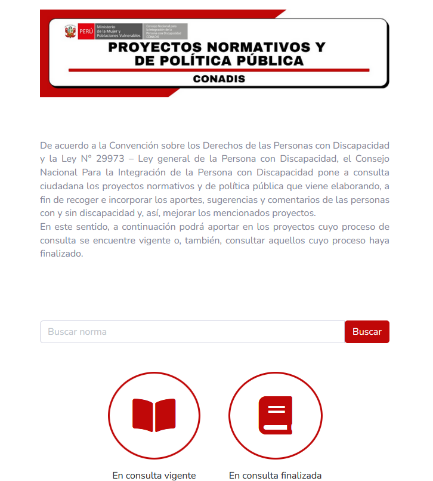 PERÚ
Ministerio
de la Mujer y
Poblaciones Vulnerables
PROYECTOS NORMATIVOS Y
DE POLÍTICA PÚBLICA
CONADIS
De acuerdo a la Convención sobre los Derechos de las Personas con Discapacidad
y la Ley N° 29973 – Ley general de la Persona con Discapacidad, el Consejo
Nacional Para la Integración de la Persona con Discapacidad pone a consulta
ciudadana los proyectos normativos y de política pública que viene elaborando, a
fin de recoger e incorporar los aportes, sugerencias y comentarios de las personas
con y sin discapacidad y, así, mejorar los mencionados proyectos.
En este sentido, a continuación podrá aportar en los proyectos cuyo proceso de
consulta se encuentre vigente o, también, consultar aquellos cuyo proceso haya
finalizado.
Buscar norma
Buscar
En consulta vigente
En consulta finalizada